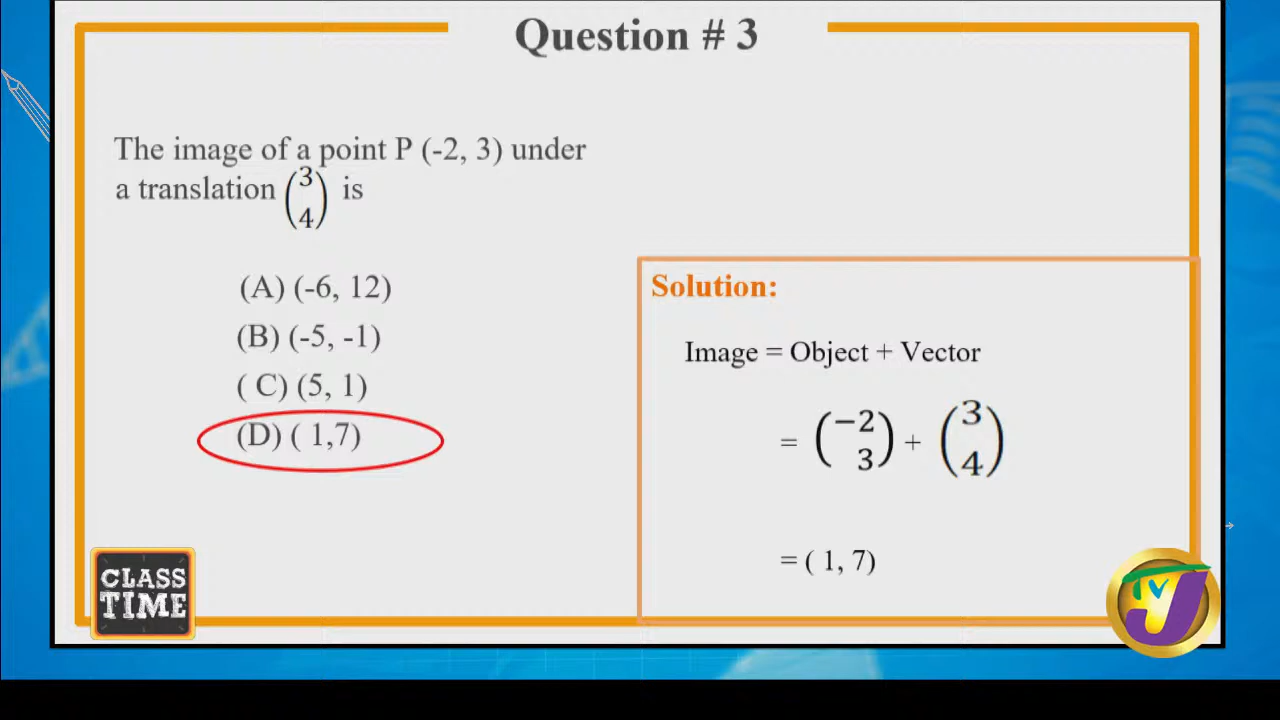 Question # 3
The image of a point P (-2, 3) under
a translation (3 4) is
(A) (-6, 12)
(B) (-5, -1)
( C) (5, 1)
(D) ( 1,7)
Solution:
Image = Object + Vector
= (−2 3) + (3 4)
= ( 1, 7)
CLASS
TIME
TVJ